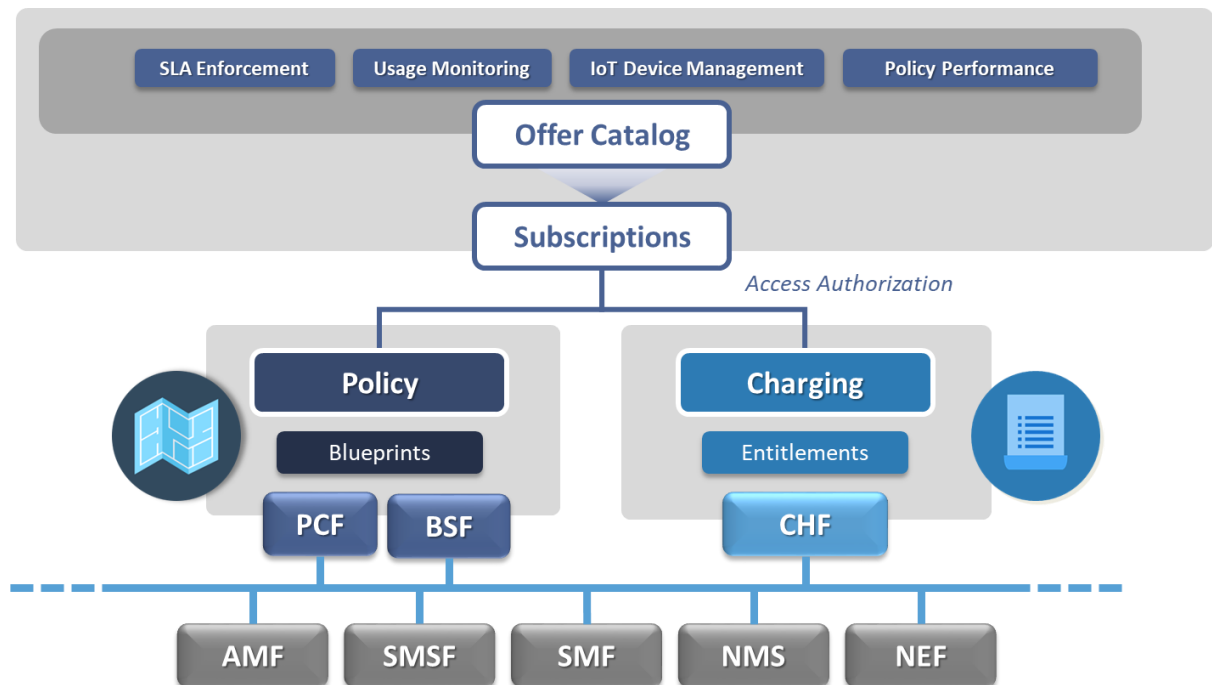 SLA Enforcement
Usage Monitoring
IoT Device Management
Policy Performance
Offer Catalog
Subscriptions
Access Authorization
Policy
Charging
Blueprints
Entitlements
PCF
BSF
CHF
AMF
SMSF
SMF
NMS
NEF